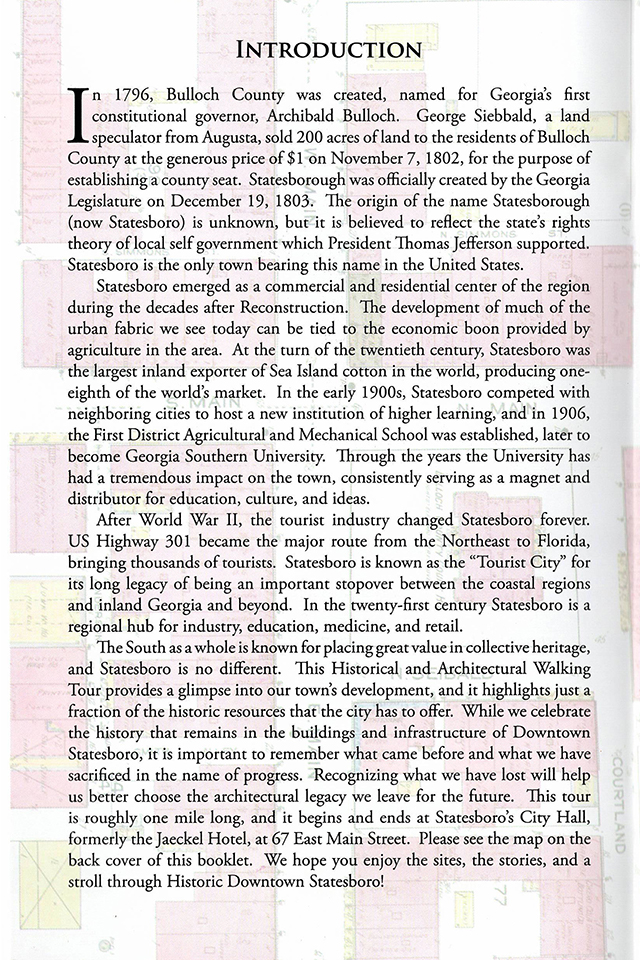 INTRODUCTION
In 1796, Bulloch County was created, named for Georgia's first
constitutional governor, Archibald Bulloch. George Siebbald, a land
speculator from Augusta, sold 200 acres of land to the residents of Bulloch
County at the generous price of $1 on November 7, 1802, for the purpose of
establishing a county seat. Statesborough was officially created by the Georgia
Legislature on December 19, 1803. The origin of the name Statesborough
(now Statesboro) is unknown, but it is believed to reflect the state's rights
theory of local self government which President Thomas Jefferson supported.
Statesboro is the only town bearing this name in the United States.
Statesboro emerged as a commercial and residential center of the region
during the decades after Reconstruction. The development of much of the
urban fabric we see today can be tied to the economic boon provided by
agriculture in the area. At the turn of the twentieth century, Statesboro was
the largest inland exporter of Sea Island cotton in the world, producing one-
eighth of the world's market. In the early 1900s, Statesboro competed with
neighboring cities to host a new institution of higher learning, and in 1906,
the First District Agricultural and Mechanical School was established, later to
become Georgia Southern University. Through the years the University has
had a tremendous impact on the town, consistently serving as a magnet and
distributor for education, culture, and ideas.
After World War II, the tourist industry changed Statesboro forever.
US Highway 301 became the major route from the Northeast to Florida,
bringing thousands of tourists. Statesboro is known as the "Tourist City" for
its long legacy of being an important stopover between the coastal regions
and inland Georgia and beyond. In the twenty-first century Statesboro is a
regional hub for industry, education, medicine, and retail.
The South as a whole is known for placing great value in collective heritage,
and Statesboro is no different. This Historical and Architectural Walking
Tour provides a glimpse into our town's development, and it highlights just a
fraction of the historic resources that the city has to offer. While we celebrate
the history that remains in the buildings and infrastructure of Downtown
Statesboro, it is important to remember what came before and what we have
sacrificed in the name of progress. Recognizing what we have lost will help
us better choose the architectural legacy we leave for the future. This tour
is roughly one mile long, and it begins and ends at Statesboro's City Hall,
formerly the Jaeckel Hotel, at 67 East Main Street. Please see the map on the
back cover of this booklet. We hope you enjoy the sites, the stories, and a
stroll through Historic Downtown Statesboro!
SIMMONS
N. SIMMONS ST.
S. MAIN
N. MAIN
N. SEIBALD
COURTLAND
77